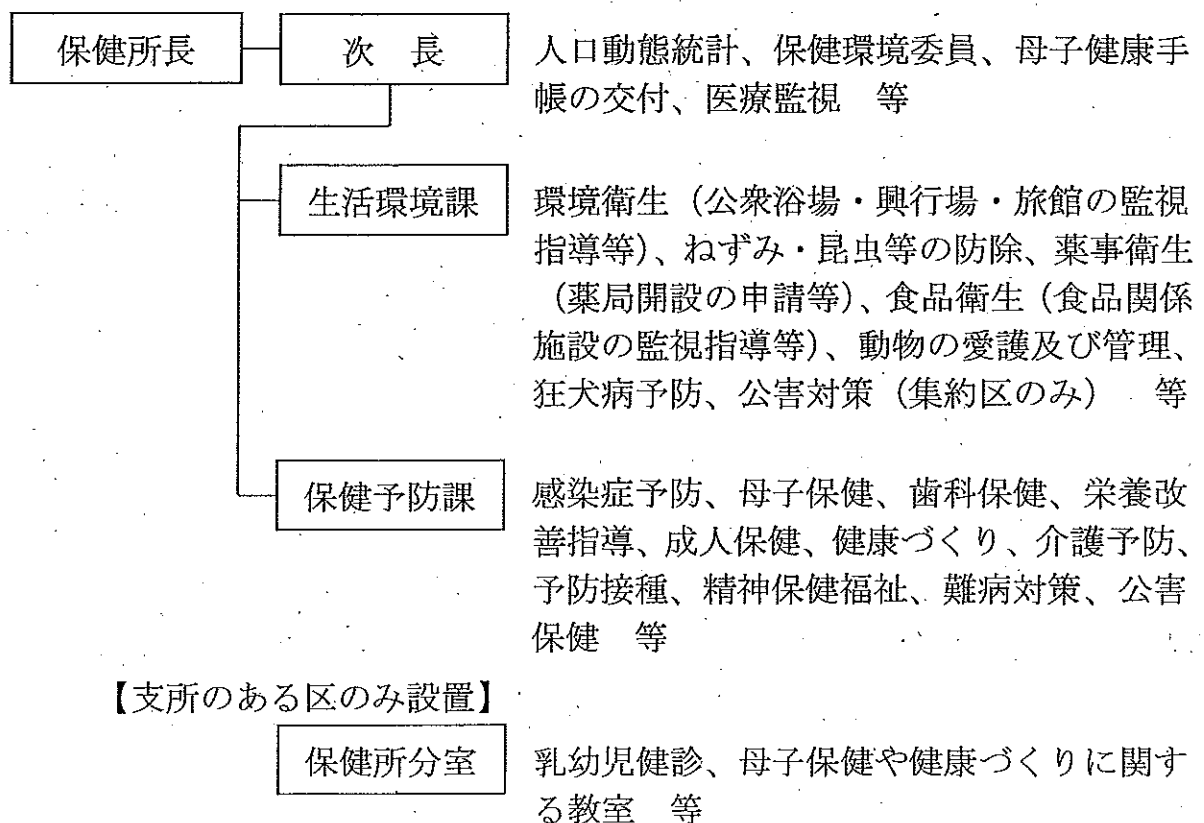 保健所長 次長 人口動態統計、保健環境委員、母子健康手
帳の交付、医療監視　等
生活環境課 環境衛生（公衆浴場・興行場・旅館の監視
指導等）、ねずみ・昆虫等の防除、薬事衛生
（薬局開設の申請等）、食品衛生（食品関係
施設の監視指導等）、動物の愛護及び管理、
狂犬病予防、公害対策（集約区のみ）　等
保健予防課 感染症予防、母子保健、歯科保健、栄養改
善指導、成人保健、健康づくり、介護予防、
予防接種、精神保健福祉、難病対策、公害
保健　等
【支所のある区のみ設置】
保健所分室 乳幼児健診、母子保健や健康づくりに関す
る教室　等